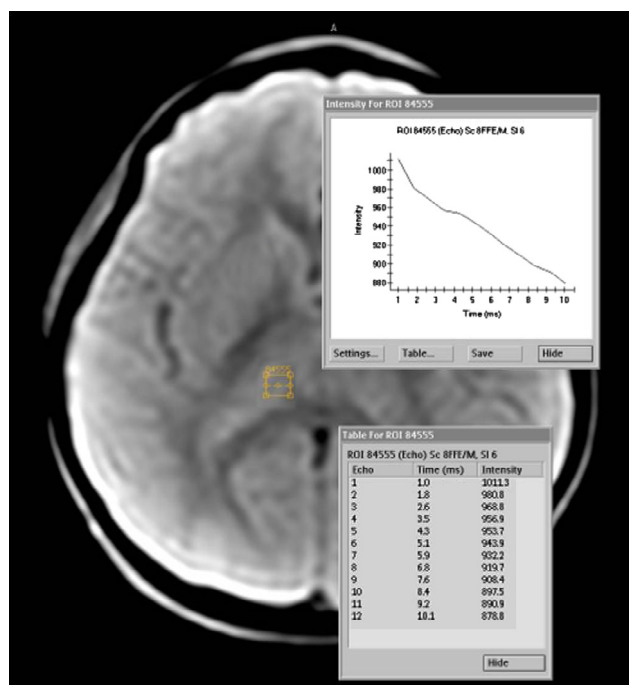 A
Intensity For ROI 84555
ROI 84555 (Echo) Sc 8FFE/M, Sl 6
Intensity
1000
980
960
940
920
900
880
1 2 3 4 5 6 7 8 9 10
Time (ms)
Settings... Table... Save Hide
84555
Table For ROI 84555
ROI 84555 (Echo) Sc 8FFE/M, Sl 6
Echo Time (ms) Intensity
1 1.0 1011.3
2 1.8 980.8
3 2.6 968.8
4 3.5 956.9
5 4.3 953.7
6 5.1 943.9
7 5.9 932.2
8 6.8 919.7
9 7.6 908.4
10 8.4 897.5
11 9.2 890.9
12 10.1 878.8
Hide